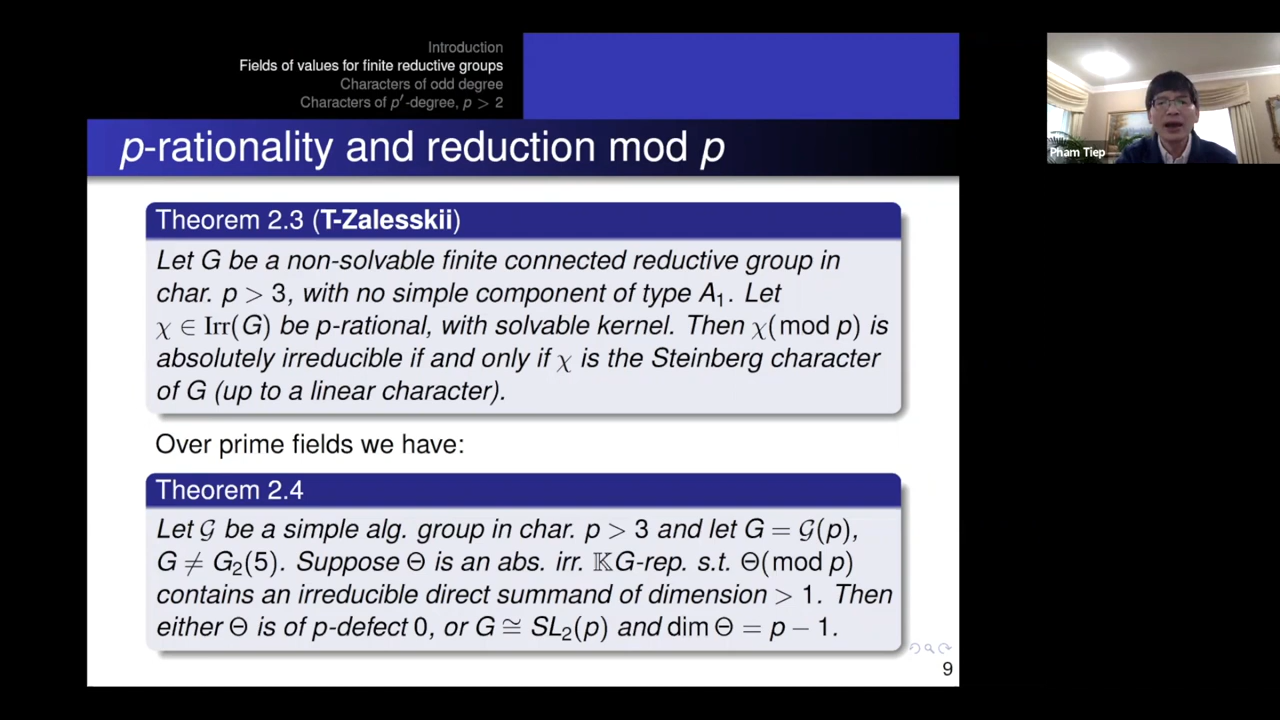 Introduction
Fields of values for finite reductive groups
Characters of odd degree
Characters of p′-degree, p > 2
p-rationality and reduction mod p
Theorem 2.3 (T-Zalesskii)
Let G be a non-solvable finite connected reductive group in
char. p > 3, with no simple component of type A₁. Let
χ ∈ Irr(G) be p-rational, with solvable kernel. Then χ(mod p) is
absolutely irreducible if and only if χ is the Steinberg character
of G (up to a linear character).
Over prime fields we have:
Theorem 2.4
Let 𝒢 be a simple alg. group in char. p > 3 and let G = 𝒢(p),
G ≠ G₂(5). Suppose Θ is an abs. irr. 𝕂G-rep. s.t. Θ(mod p)
contains an irreducible direct summand of dimension > 1. Then
either Θ is of p-defect 0, or G ≅ SL₂(p) and dim Θ = p − 1.
9
Pham Tiep